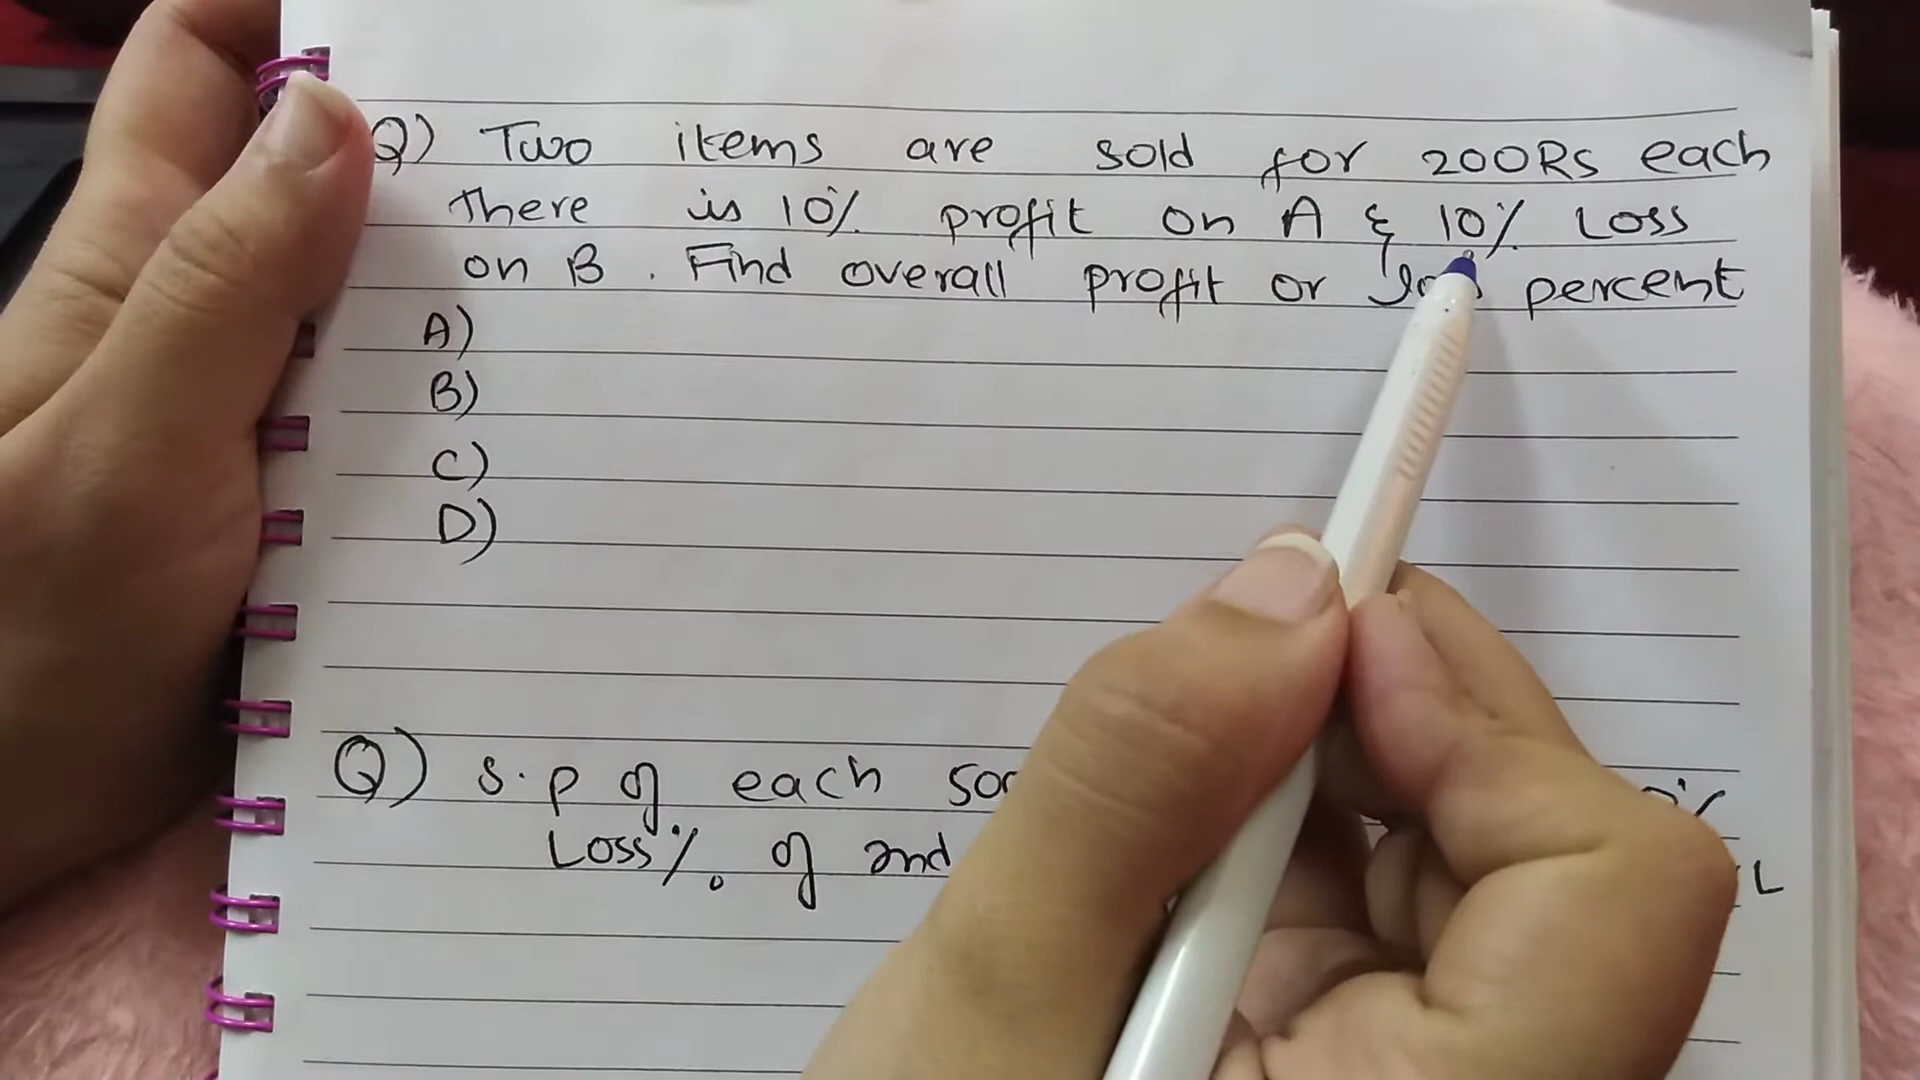 Q) Two items are sold for 200Rs each
There is 10% profit on A & 10% Loss
on B. Find overall profit or percent
A)
B)
C)
D)
Q) S.P of each
Loss% of 2nd